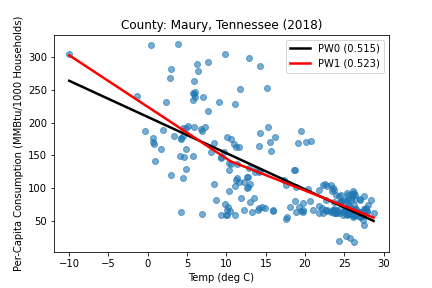 County: Maury, Tennessee (2018)
PW0 (0.515)
PW1 (0.523)
Per-Capita Consumption (MMBtu/1000 Households)
300
250
200
150
100
50
−10 −5 0 5 10 15 20 25 30
Temp (deg C)